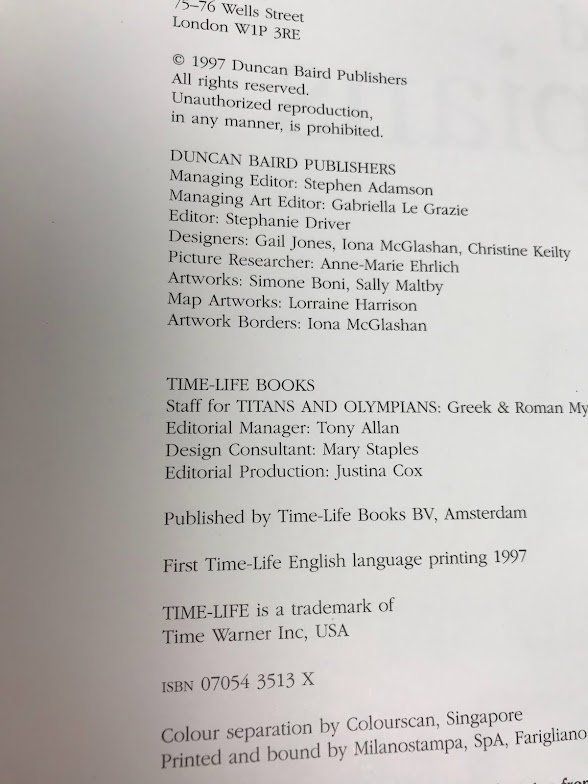 75–76 Wells Street
London W1P 3RE
© 1997 Duncan Baird Publishers
All rights reserved.
Unauthorized reproduction,
in any manner, is prohibited.
DUNCAN BAIRD PUBLISHERS
Managing Editor: Stephen Adamson
Managing Art Editor: Gabriella Le Grazie
Editor: Stephanie Driver
Designers: Gail Jones, Iona McGlashan, Christine Keilty
Picture Researcher: Anne-Marie Ehrlich
Artworks: Simone Boni, Sally Maltby
Map Artworks: Lorraine Harrison
Artwork Borders: Iona McGlashan
TIME-LIFE BOOKS
Staff for TITANS AND OLYMPIANS: Greek & Roman My
Editorial Manager: Tony Allan
Design Consultant: Mary Staples
Editorial Production: Justina Cox
Published by Time-Life Books BV, Amsterdam
First Time-Life English language printing 1997
TIME-LIFE is a trademark of
Time Warner Inc, USA
ISBN 07054 3513 X
Colour separation by Colourscan, Singapore
Printed and bound by Milanostampa, SpA, Farigliano